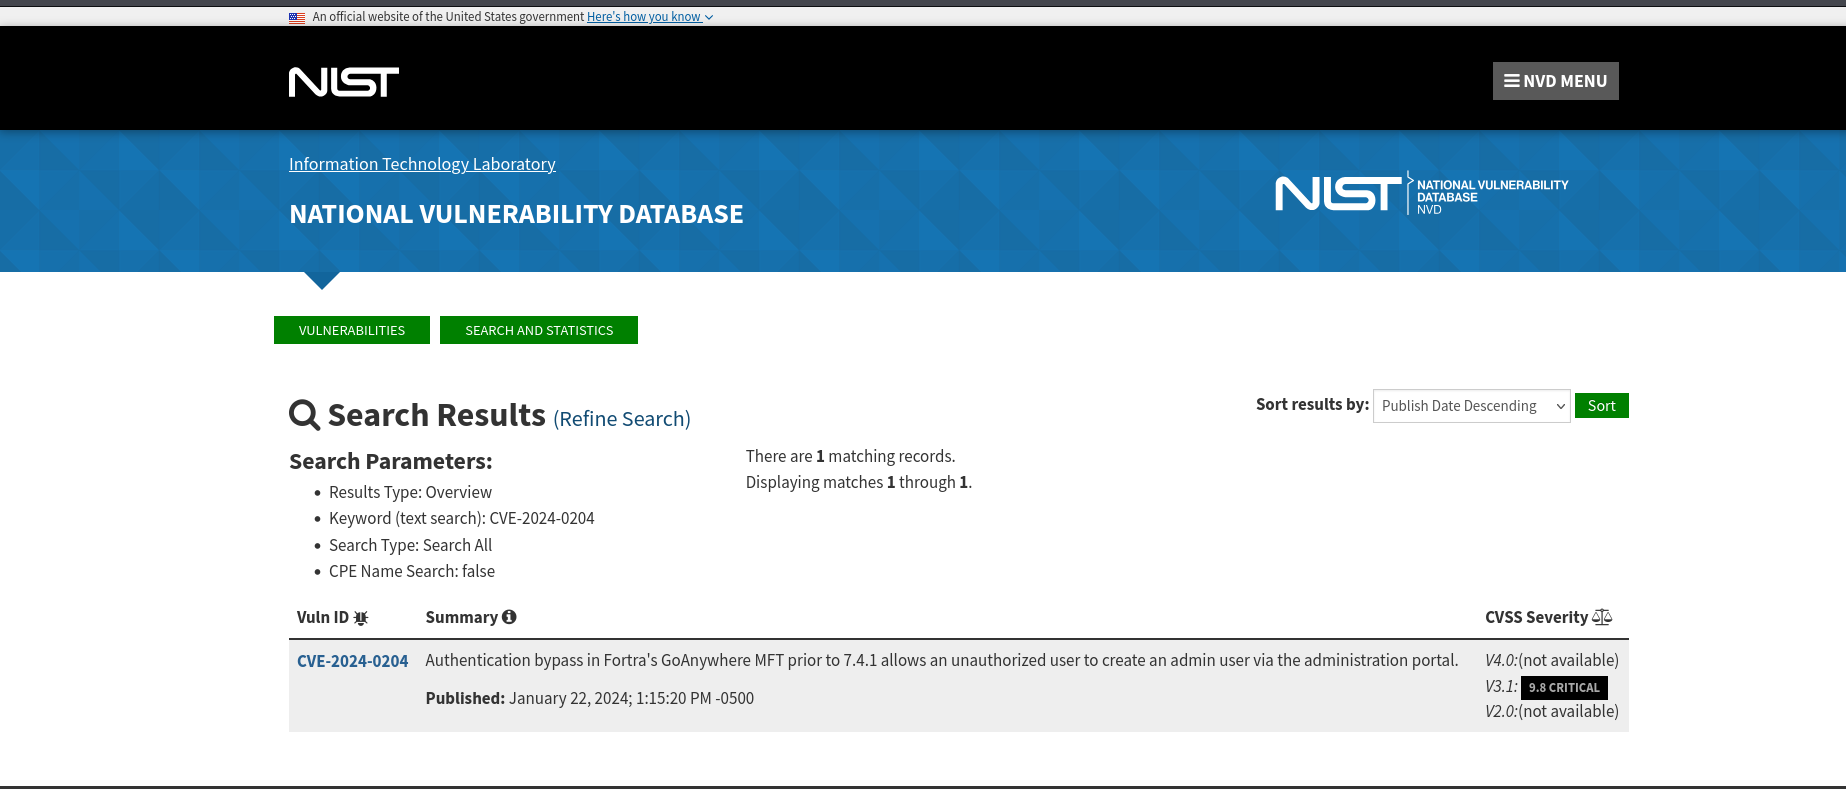 An official website of the United States government Here's how you know
NIST
NVD MENU
Information Technology Laboratory
NATIONAL VULNERABILITY DATABASE
NIST
NATIONAL VULNERABILITY
DATABASE
NVD
VULNERABILITIES
SEARCH AND STATISTICS
Search Results (Refine Search)
Sort results by: Publish Date Descending Sort
Search Parameters:
Results Type: Overview
Keyword (text search): CVE-2024-0204
Search Type: Search All
CPE Name Search: false
There are 1 matching records.
Displaying matches 1 through 1.
Vuln ID Summary CVSS Severity
CVE-2024-0204 Authentication bypass in Fortra's GoAnywhere MFT prior to 7.4.1 allows an unauthorized user to create an admin user via the administration portal.
Published: January 22, 2024; 1:15:20 PM -0500
V4.0:(not available)
V3.1: 9.8 CRITICAL
V2.0:(not available)